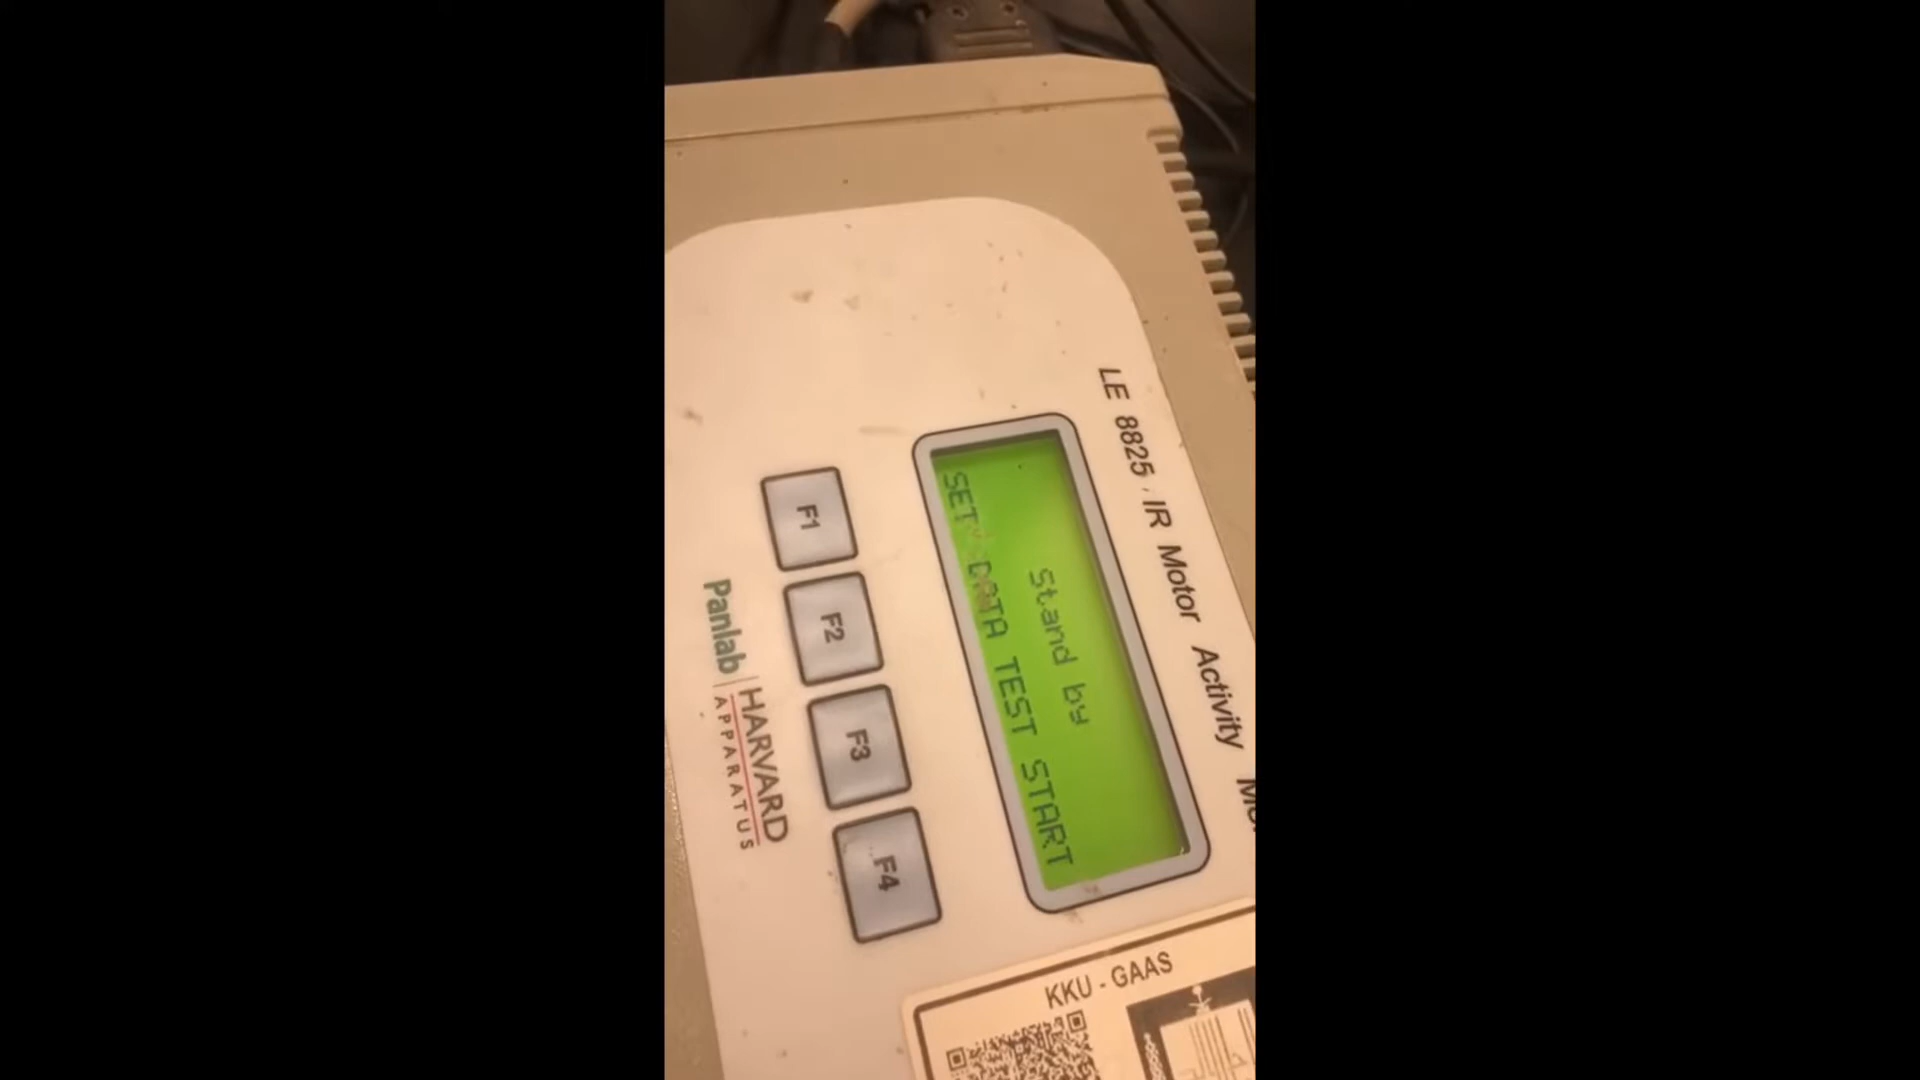 LE 8825 IR Motor Activity
Stand by
SET DATA TEST START
F1
F2
F3
F4
Panlab
HARVARD
APPARATUS
KKU - GAAS